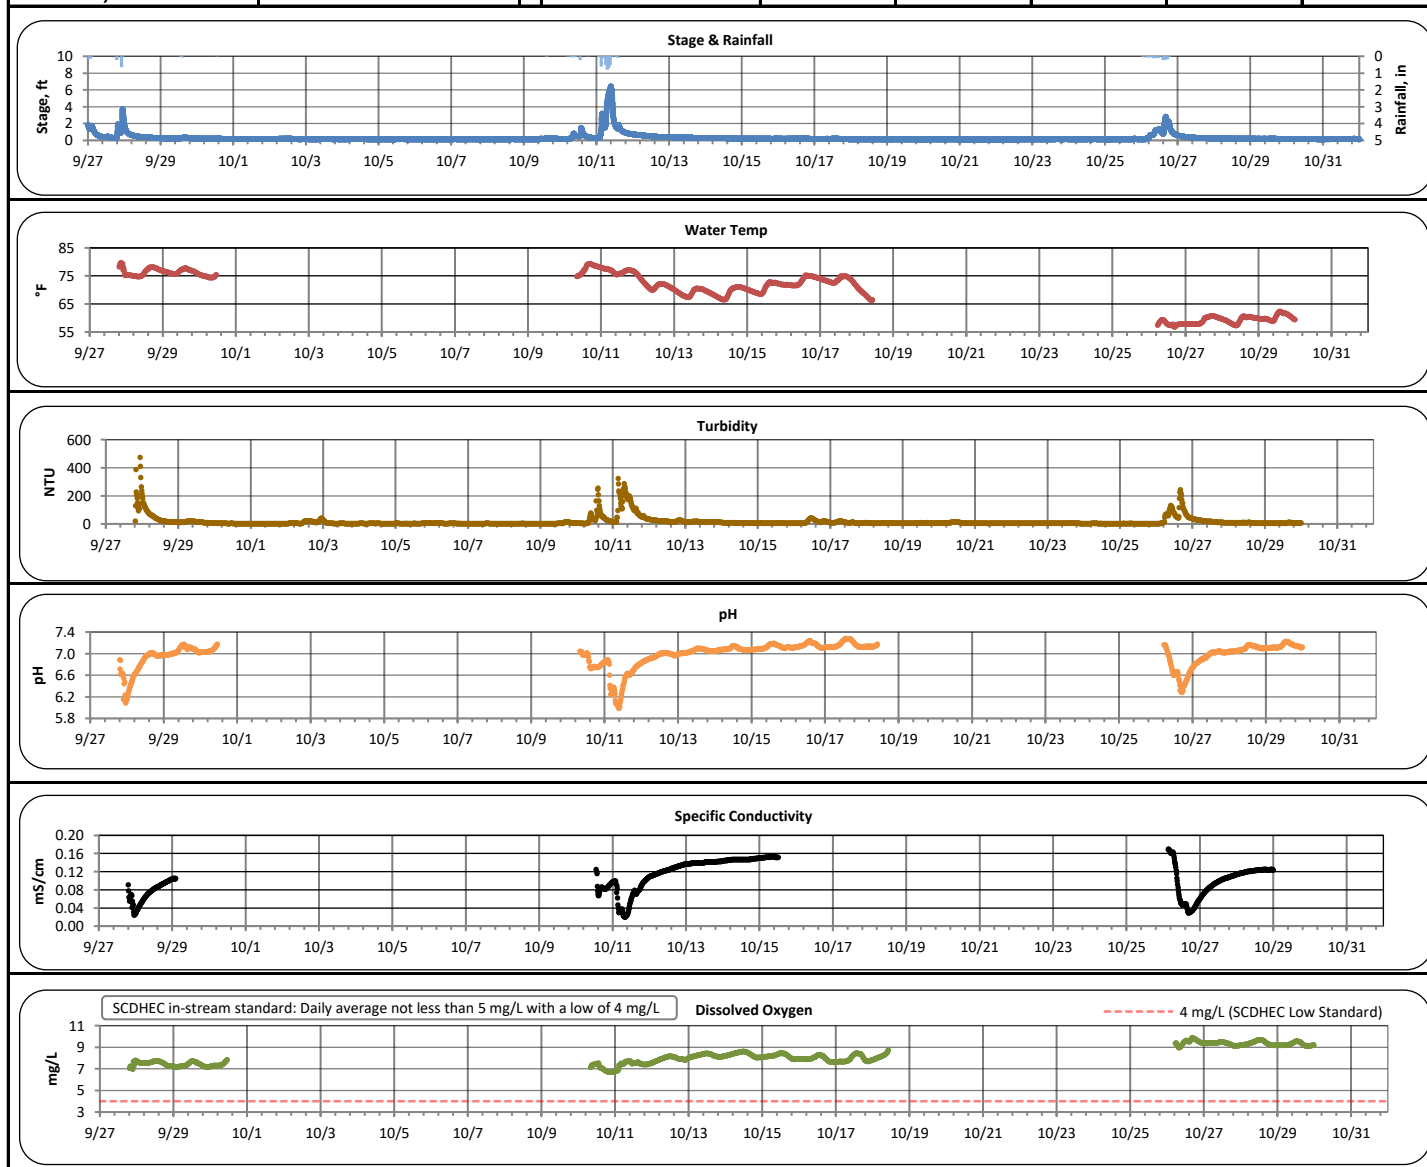 Stage & Rainfall
10 8 6 4 2 0
Stage, ft
0 1 2 3 4 5
Rainfall, in
9/27 9/29 10/1 10/3 10/5 10/7 10/9 10/11 10/13 10/15 10/17 10/19 10/21 10/23 10/25 10/27 10/29 10/31
Water Temp
85 75 65 55
°F
9/27 9/29 10/1 10/3 10/5 10/7 10/9 10/11 10/13 10/15 10/17 10/19 10/21 10/23 10/25 10/27 10/29 10/31
Turbidity
600 400 200 0
NTU
9/27 9/29 10/1 10/3 10/5 10/7 10/9 10/11 10/13 10/15 10/17 10/19 10/21 10/23 10/25 10/27 10/29 10/31
pH
7.4 7.0 6.6 6.2 5.8
pH
9/27 9/29 10/1 10/3 10/5 10/7 10/9 10/11 10/13 10/15 10/17 10/19 10/21 10/23 10/25 10/27 10/29 10/31
Specific Conductivity
0.20 0.16 0.12 0.08 0.04 0.00
mS/cm
9/27 9/29 10/1 10/3 10/5 10/7 10/9 10/11 10/13 10/15 10/17 10/19 10/21 10/23 10/25 10/27 10/29 10/31
SCDHEC in-stream standard: Daily average not less than 5 mg/L with a low of 4 mg/L
Dissolved Oxygen
4 mg/L (SCDHEC Low Standard)
11 9 7 5 3
mg/L
9/27 9/29 10/1 10/3 10/5 10/7 10/9 10/11 10/13 10/15 10/17 10/19 10/21 10/23 10/25 10/27 10/29 10/31